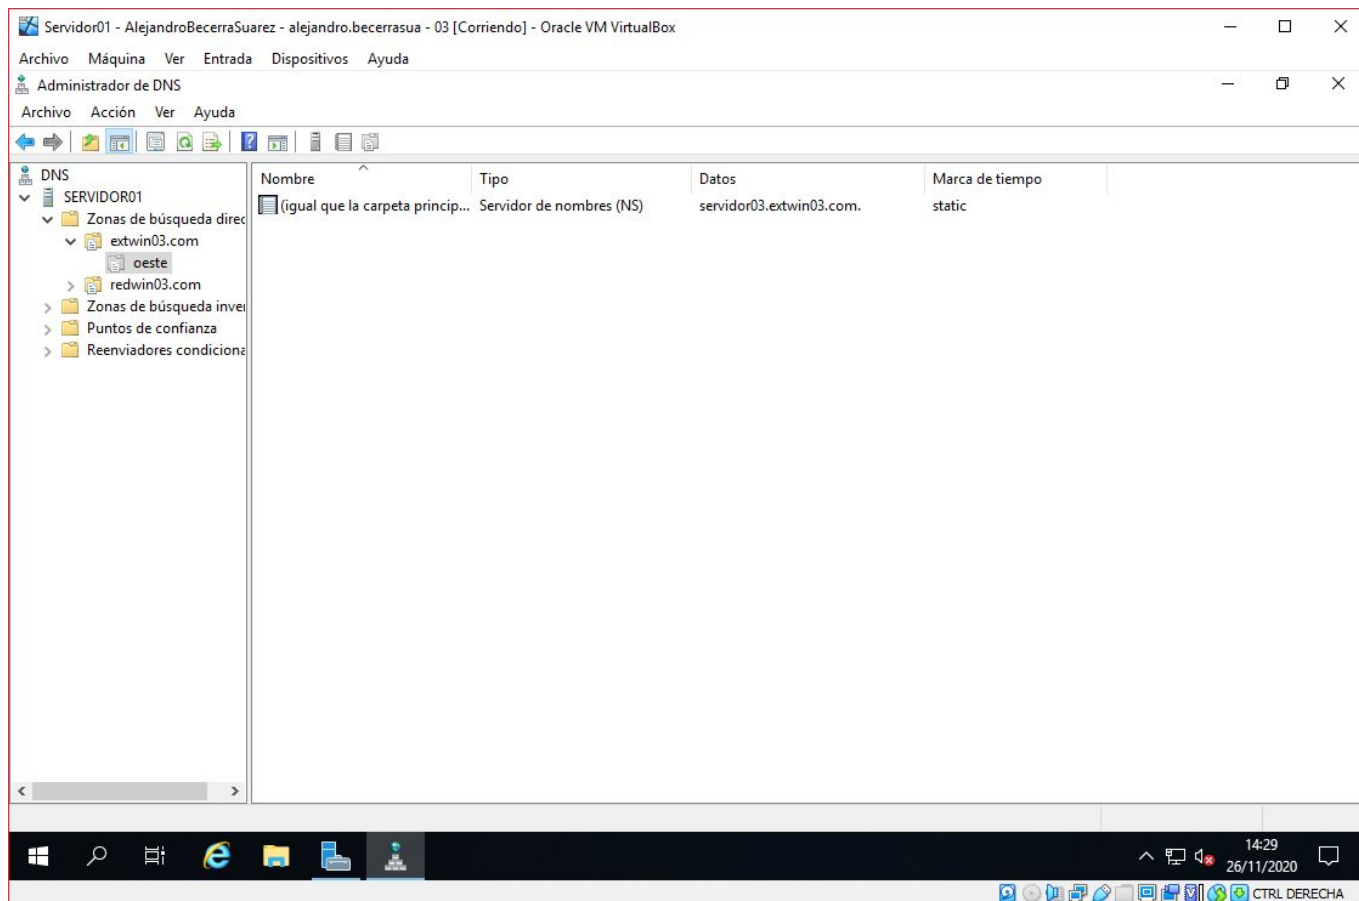 Servidor01 - AlejandroBecerraSuarez - alejandro.becerrasua - 03 [Corriendo] - Oracle VM VirtualBox
Archivo Máquina Ver Entrada Dispositivos Ayuda
Administrador de DNS
Archivo Acción Ver Ayuda
DNS
SERVIDOR01
Zonas de búsqueda direc
extwin03.com
oeste
redwin03.com
Zonas de búsqueda inver
Puntos de confianza
Reenviadores condiciona
Nombre Tipo Datos Marca de tiempo
(igual que la carpeta princip... Servidor de nombres (NS) servidor03.extwin03.com. static
14:29
26/11/2020
CTRL DERECHA